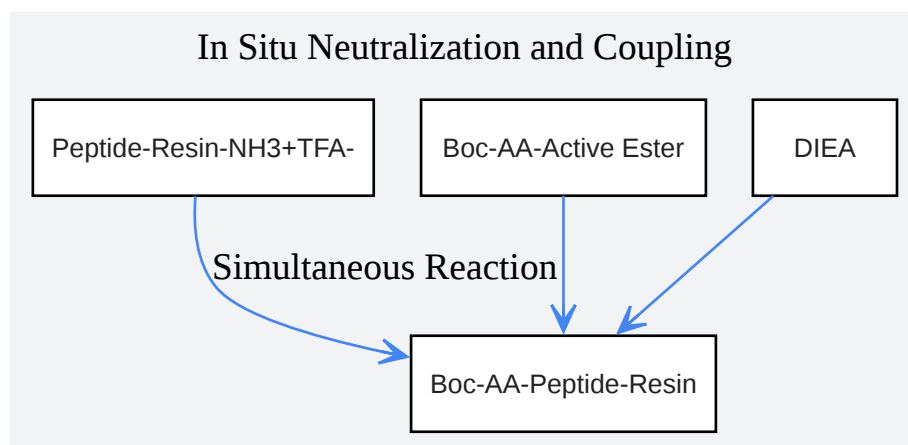 In Situ Neutralization and Coupling
Peptide-Resin-NH3+TFA-
Boc-AA-Active Ester
DIEA
Simultaneous Reaction
Boc-AA-Peptide-Resin